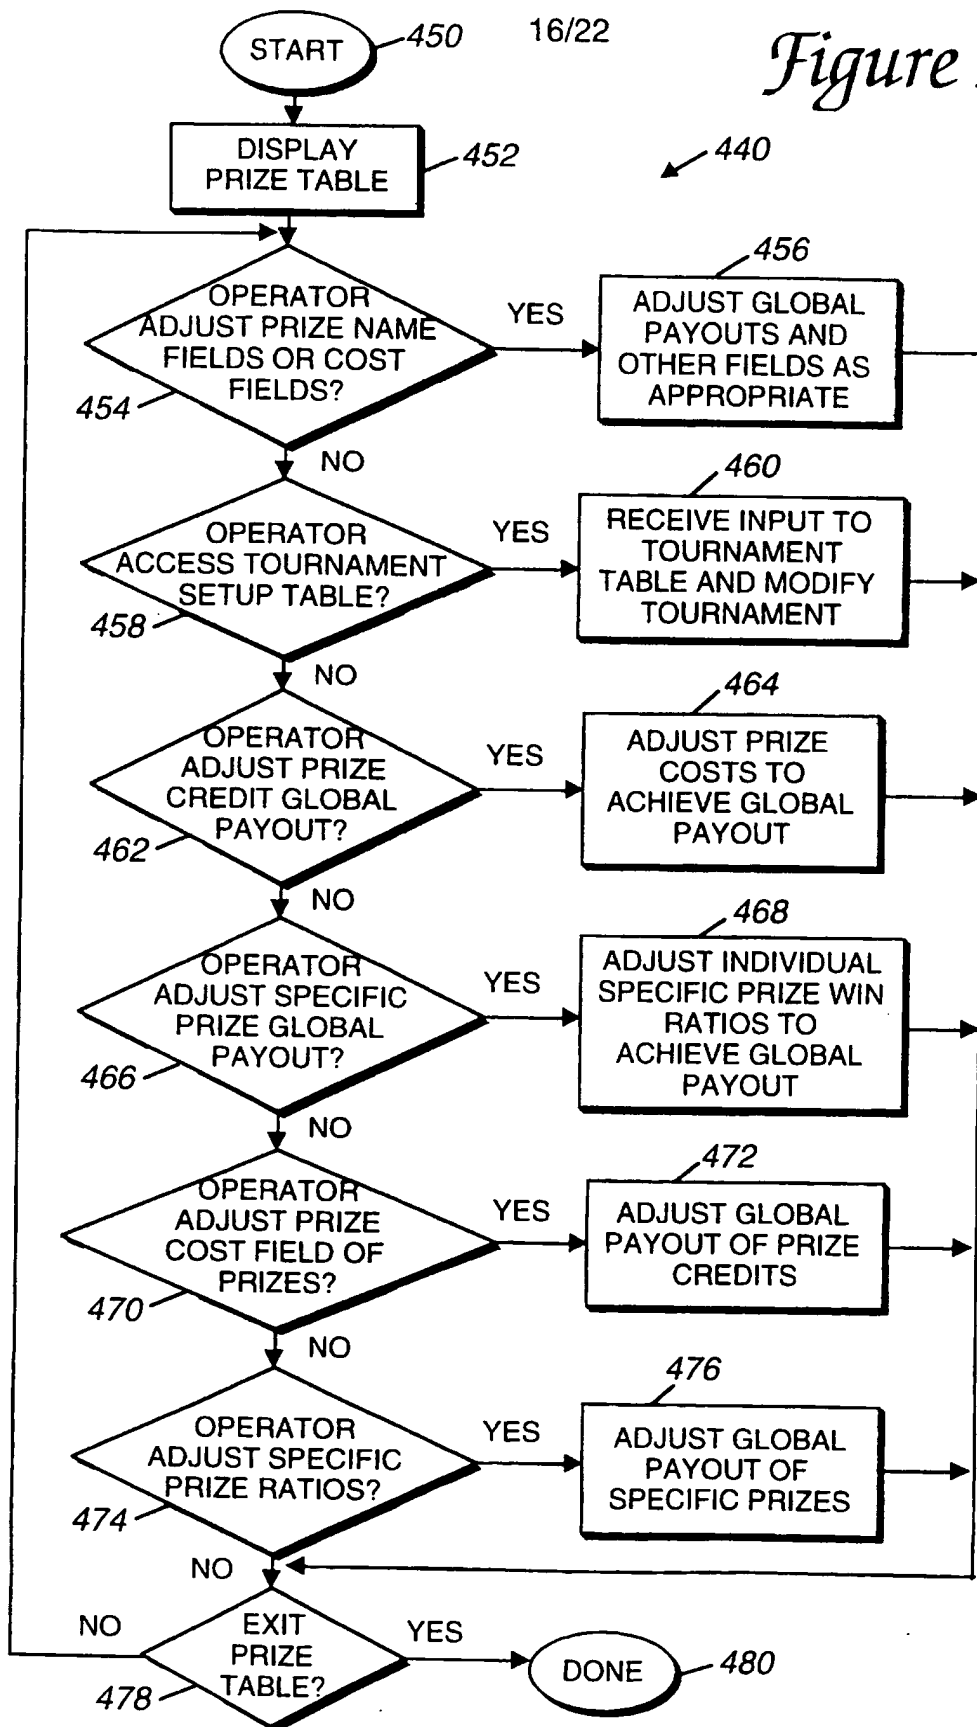 START
450
16/22
Figure
DISPLAY
PRIZE TABLE
452
440
OPERATOR
ADJUST PRIZE NAME
FIELDS OR COST
FIELDS?
454
YES
456
ADJUST GLOBAL
PAYOUTS AND
OTHER FIELDS AS
APPROPRIATE
NO
OPERATOR
ACCESS TOURNAMENT
SETUP TABLE?
458
YES
460
RECEIVE INPUT TO
TOURNAMENT
TABLE AND MODIFY
TOURNAMENT
NO
OPERATOR
ADJUST PRIZE
CREDIT GLOBAL
PAYOUT?
462
YES
464
ADJUST PRIZE
COSTS TO
ACHIEVE GLOBAL
PAYOUT
NO
OPERATOR
ADJUST SPECIFIC
PRIZE GLOBAL
PAYOUT?
466
YES
468
ADJUST INDIVIDUAL
SPECIFIC PRIZE WIN
RATIOS TO
ACHIEVE GLOBAL
PAYOUT
NO
OPERATOR
ADJUST PRIZE
COST FIELD OF
PRIZES?
470
YES
472
ADJUST GLOBAL
PAYOUT OF PRIZE
CREDITS
NO
OPERATOR
ADJUST SPECIFIC
PRIZE RATIOS?
474
YES
476
ADJUST GLOBAL
PAYOUT OF
SPECIFIC PRIZES
NO
EXIT
PRIZE
TABLE?
478
NO
YES
DONE
480